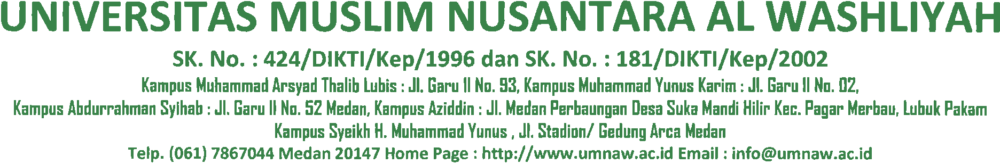 UNIVERSITAS MUSLIM NUSANTARA AL WASHLIYAH
SK. No. : 424/DIKTI/Kep/1996 dan SK. No. : 181/DIKTI/Kep/2002
Kampus Muhammad Arsyad Thalib Lubis : Jl. Garu II No. 93, Kampus Muhammad Yunus Karim : Jl. Garu II No. 02,
Kampus Abdurrahman Syihab : Jl. Garu II No. 52 Medan, Kampus Aziddin : Jl. Medan Perbaungan Desa Suka Mandi Hilir Kec. Pagar Merbau, Lubuk Pakam
Kampus Syeikh H. Muhammad Yunus , Jl. Stadion/ Gedung Arca Medan
Telp. (061) 7867044 Medan 20147 Home Page : http://www.umnaw.ac.id Email : info@umnaw.ac.id